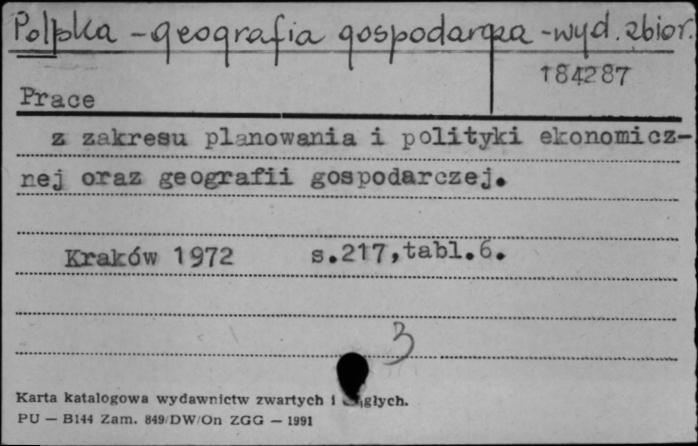 Polska - geografia gospodarcza - wyd. zbior.
184287
Prace
z zakresu planowania i polityki ekonomicz-
nej oraz geografii gospodarczej.
Kraków 1972 s.217,tabl.6.
3
Karta katalogowa wydawnictw zwartych i
PU — B144 Zam. 849/DW/On ZGG — 1991